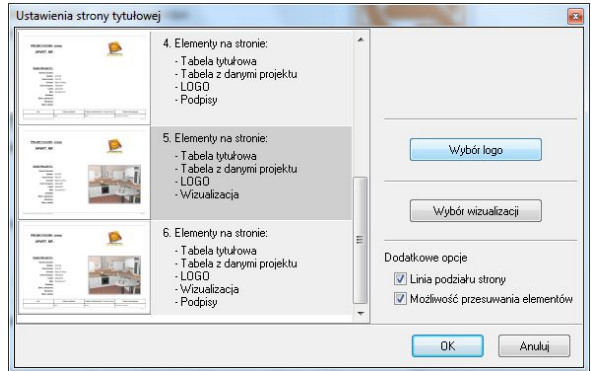 Ustawienia strony tytułowej
4. Elementy na stronie:
- Tabela tytułowa
- Tabela z danymi projektu
- LOGO
- Podpisy
5. Elementy na stronie:
- Tabela tytułowa
- Tabela z danymi projektu
- LOGO
- Wizualizacja
6. Elementy na stronie:
- Tabela tytułowa
- Tabela z danymi projektu
- LOGO
- Wizualizacja
- Podpisy
Wybór logo
Wybór wizualizacji
Dodatkowe opcje
Linia podziału strony
Możliwość przesuwania elementów
OK
Anuluj